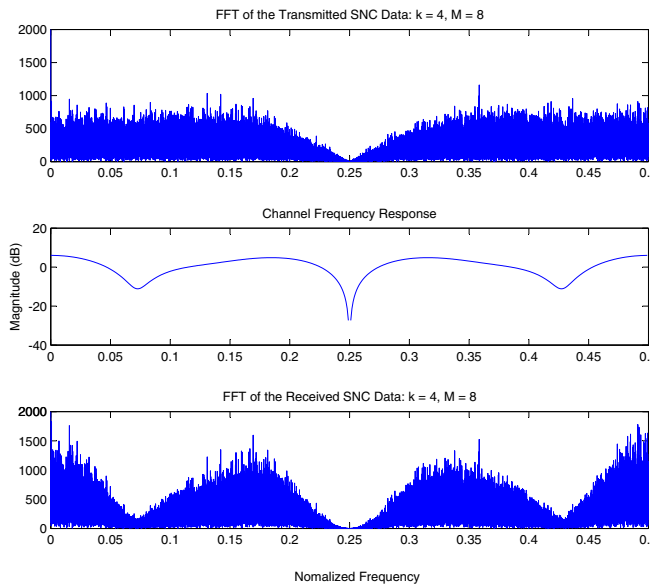 FFT of the Transmitted SNC Data: k = 4, M = 8
2000
1500
1000
500
0
0 0.05 0.1 0.15 0.2 0.25 0.3 0.35 0.4 0.45 0.
Channel Frequency Response
Magnitude (dB)
20
0
-20
-40
0 0.05 0.1 0.15 0.2 0.25 0.3 0.35 0.4 0.45 0.
FFT of the Received SNC Data: k = 4, M = 8
2000
1500
1000
500
0
0 0.05 0.1 0.15 0.2 0.25 0.3 0.35 0.4 0.45 0.
Nomalized Frequency